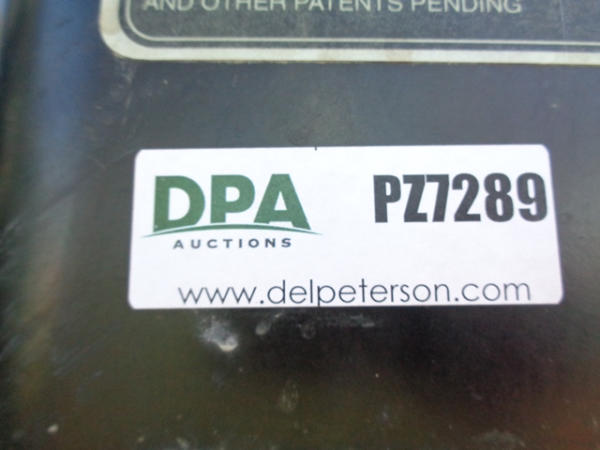 AND OTHER PATENTS PENDING
DPA
AUCTIONS
PZ7289
www.delpeterson.com